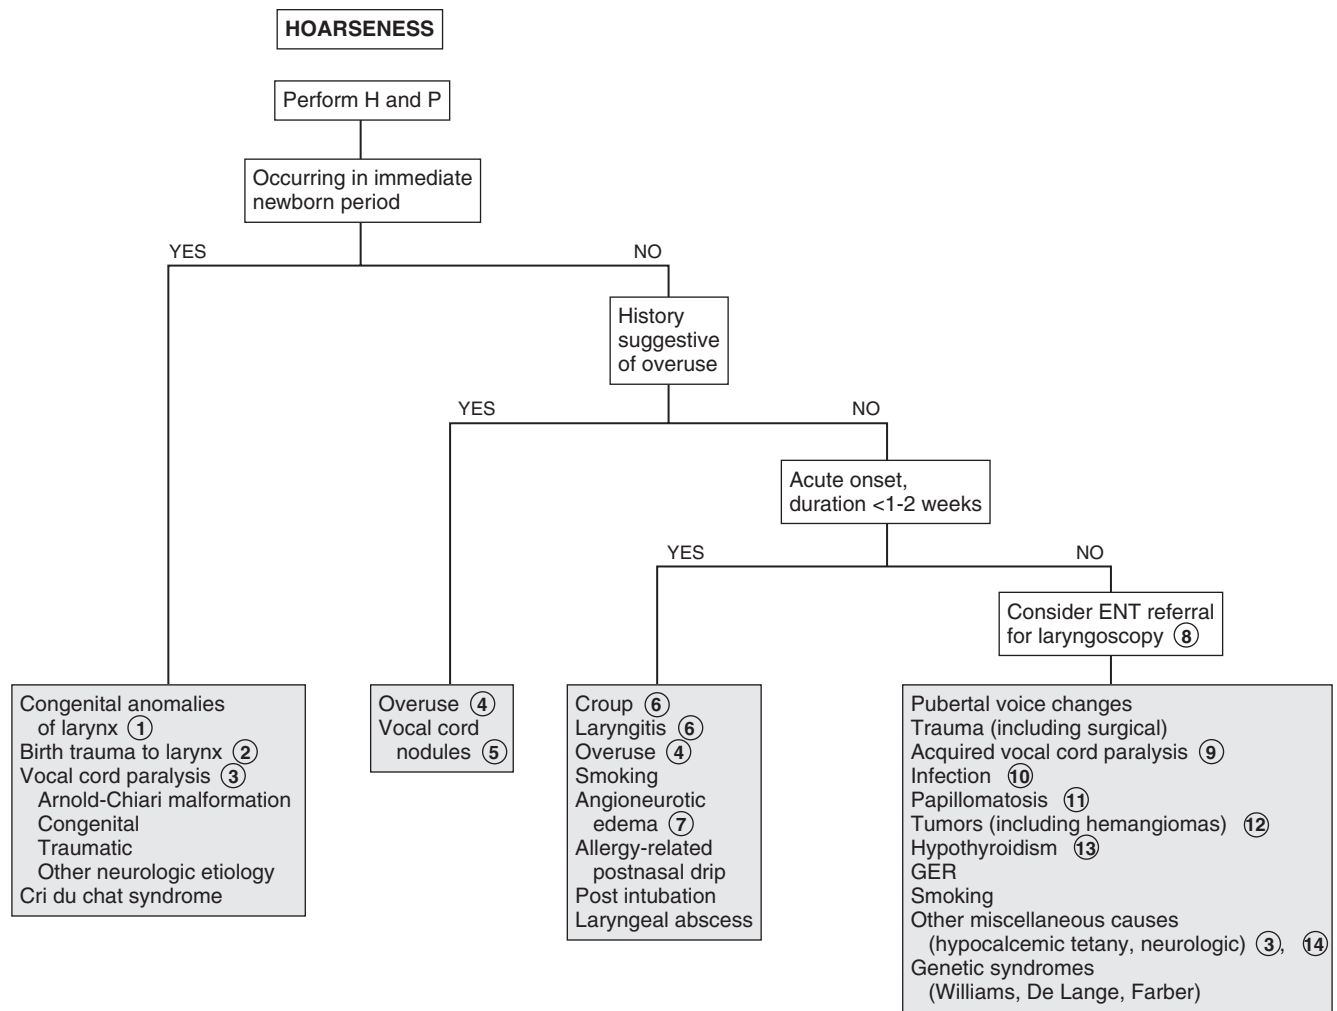 HOARSENESS
Perform H and P
Occurring in immediate
newborn period
YES
NO
History
suggestive
of overuse
YES
NO
Acute onset,
duration <1-2 weeks
YES
NO
Consider ENT referral
for laryngoscopy 8
Congenital anomalies
of larynx 1
Birth trauma to larynx 2
Vocal cord paralysis 3
Arnold-Chiari malformation
Congenital
Traumatic
Other neurologic etiology
Cri du chat syndrome
Overuse 4
Vocal cord
nodules 5
Croup 6
Laryngitis 6
Overuse 4
Smoking
Angioneurotic
edema 7
Allergy-related
postnasal drip
Post intubation
Laryngeal abscess
Pubertal voice changes
Trauma (including surgical)
Acquired vocal cord paralysis 9
Infection 10
Papillomatosis 11
Tumors (including hemangiomas) 12
Hypothyroidism 13
GER
Smoking
Other miscellaneous causes
(hypocalcemic tetany, neurologic) 3, 14
Genetic syndromes
(Williams, De Lange, Farber)